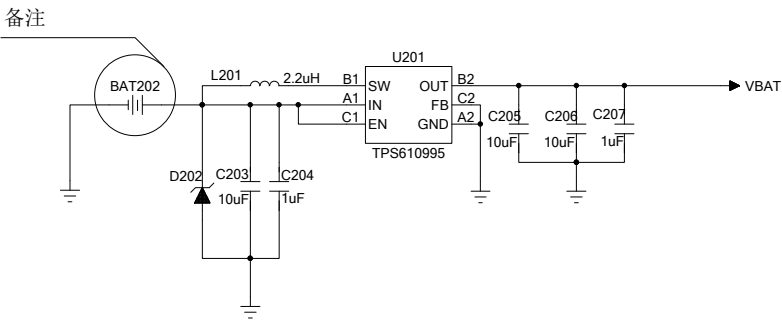 备注
U201
L201 2.2uH B1 SW OUT B2 VBAT
BAT202
A1 IN FB C2
C1 EN GND A2
C205 C206 C207
10uF 10uF 1uF
TPS610995
D202 C203 C204
10uF 1uF